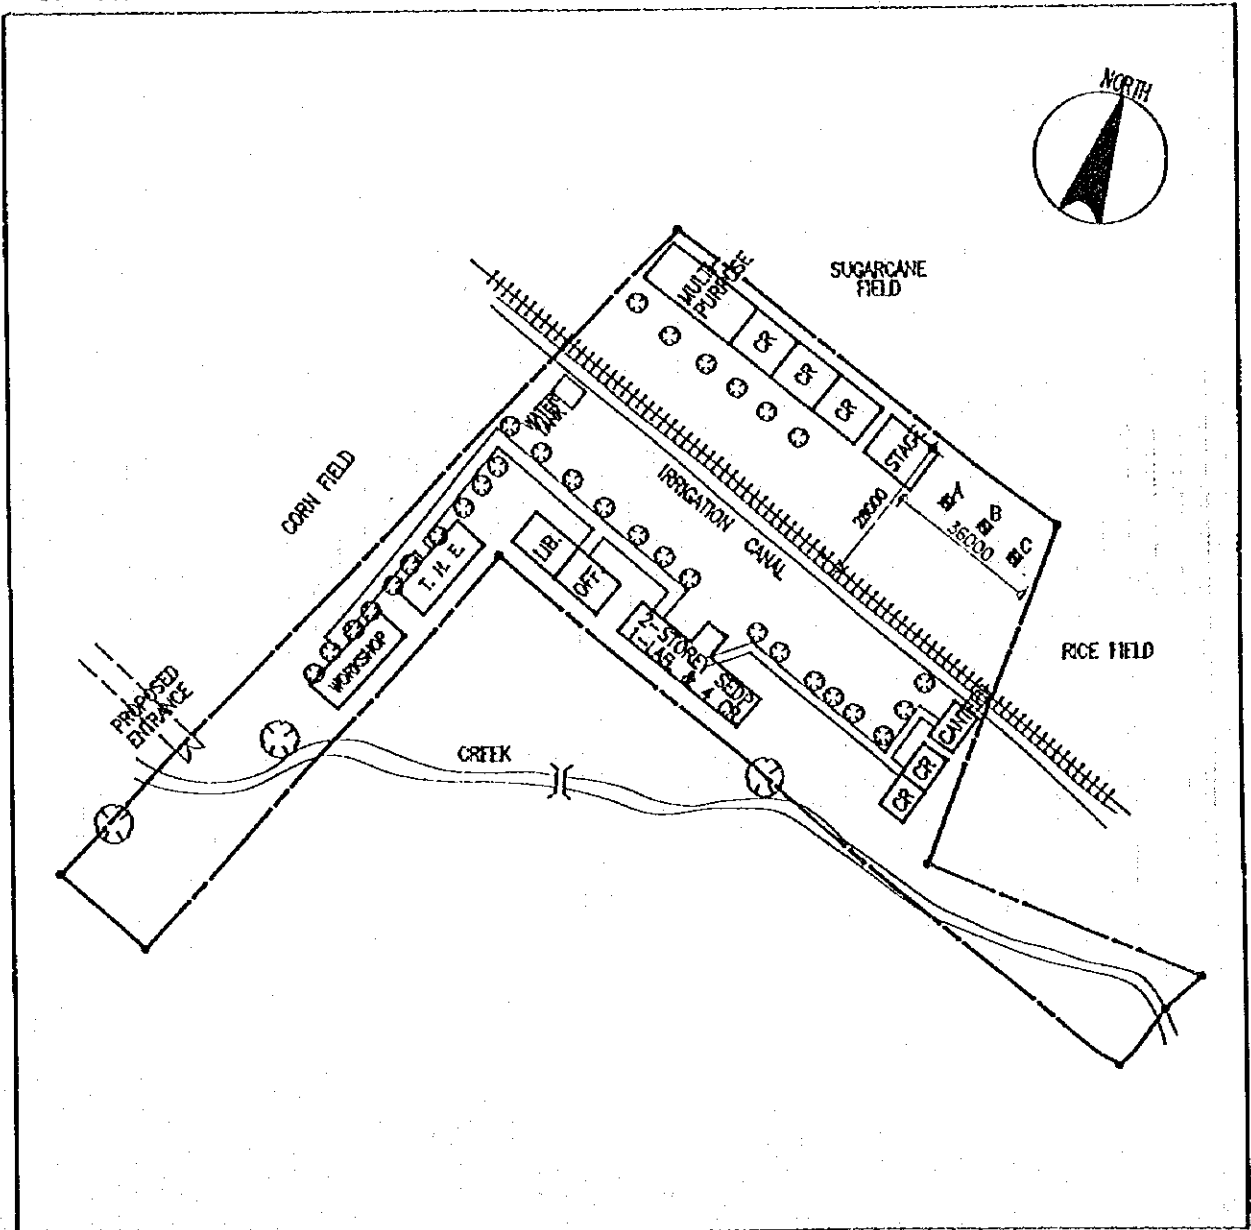 NORTH
SUGARCANE
FIELD
MULTI
PURPOSE
CR
CR
CR
STAGE
A
B
C
28000
36000
WATER
TANK
IRRIGATION CANAL
CORN FIELD
T. H. E.
LIB.
OFF.
WORKSHOP
2-STOREY SEDP
1-LAB & 4 CR
RICE FIELD
PROPOSED
ENTRANCE
CREEK
CR
CR